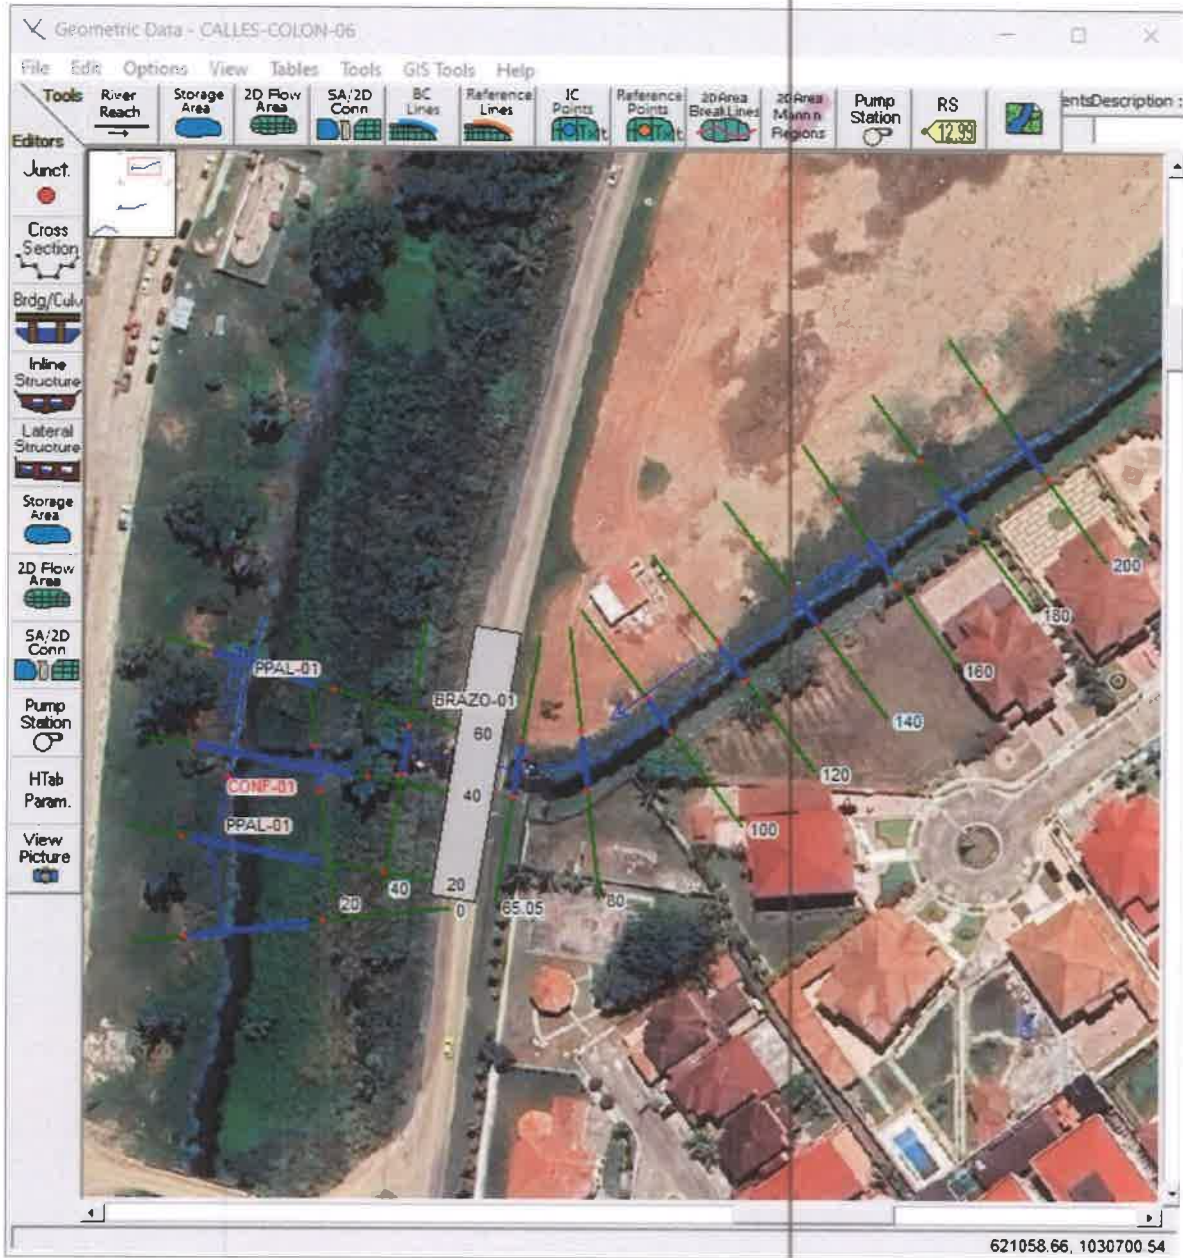 Geometric Data - CALLES-COLON-06
File Edit Options View Tables Tools GIS Tools Help
Tools
River Reach
Storage Area
2D Flow Area
SA/2D Conn
BC Lines
Reference Lines
IC Points
Reference Points
2D Area BreakLines
2D Area Mann n Regions
Pump Station
RS
12.99
entsDescription :
Editors
Junct.
Cross Section
Brdg/Culv
Inline Structure
Lateral Structure
Storage Area
2D Flow Area
SA/2D Conn
Pump Station
HTab Param.
View Picture
PPAL-01
BRAZO-01
60
40
CONF-01
PPAL-01
20
40
20
0
65.05
80
100
120
140
160
180
200
621058.66, 1030700.54